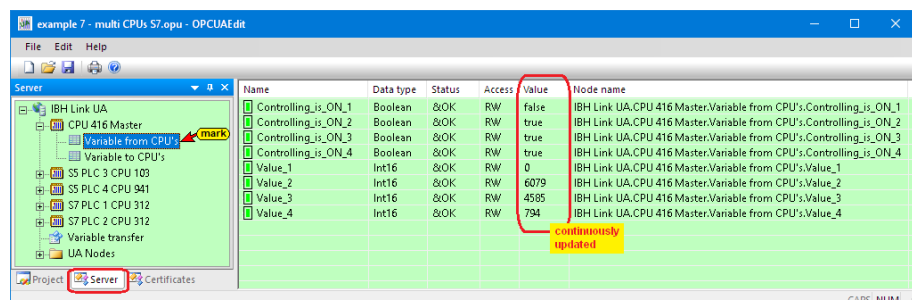 example 7 - multi CPUs S7.opu - OPCUAEdit
File Edit Help
Server
Name Data type Status Access Value Node name
IBH Link UA
CPU 416 Master
Variable from CPU's
mark
Variable to CPU's
S5 PLC 3 CPU 103
S5 PLC 4 CPU 941
S7 PLC 1 CPU 312
S7 PLC 2 CPU 312
Variable transfer
UA Nodes
Controlling_is_ON_1 Boolean &OK RW false IBH Link UA.CPU 416 Master.Variable from CPU's.Controlling_is_ON_1
Controlling_is_ON_2 Boolean &OK RW true IBH Link UA.CPU 416 Master.Variable from CPU's.Controlling_is_ON_2
Controlling_is_ON_3 Boolean &OK RW true IBH Link UA.CPU 416 Master.Variable from CPU's.Controlling_is_ON_3
Controlling_is_ON_4 Boolean &OK RW true IBH Link UA.CPU 416 Master.Variable from CPU's.Controlling_is_ON_4
Value_1 Int16 &OK RW 0 IBH Link UA.CPU 416 Master.Variable from CPU's.Value_1
Value_2 Int16 &OK RW 6079 IBH Link UA.CPU 416 Master.Variable from CPU's.Value_2
Value_3 Int16 &OK RW 4585 IBH Link UA.CPU 416 Master.Variable from CPU's.Value_3
Value_4 Int16 &OK RW 794 IBH Link UA.CPU 416 Master.Variable from CPU's.Value_4
continuously
updated
Project Server Certificates
CAPS NUM